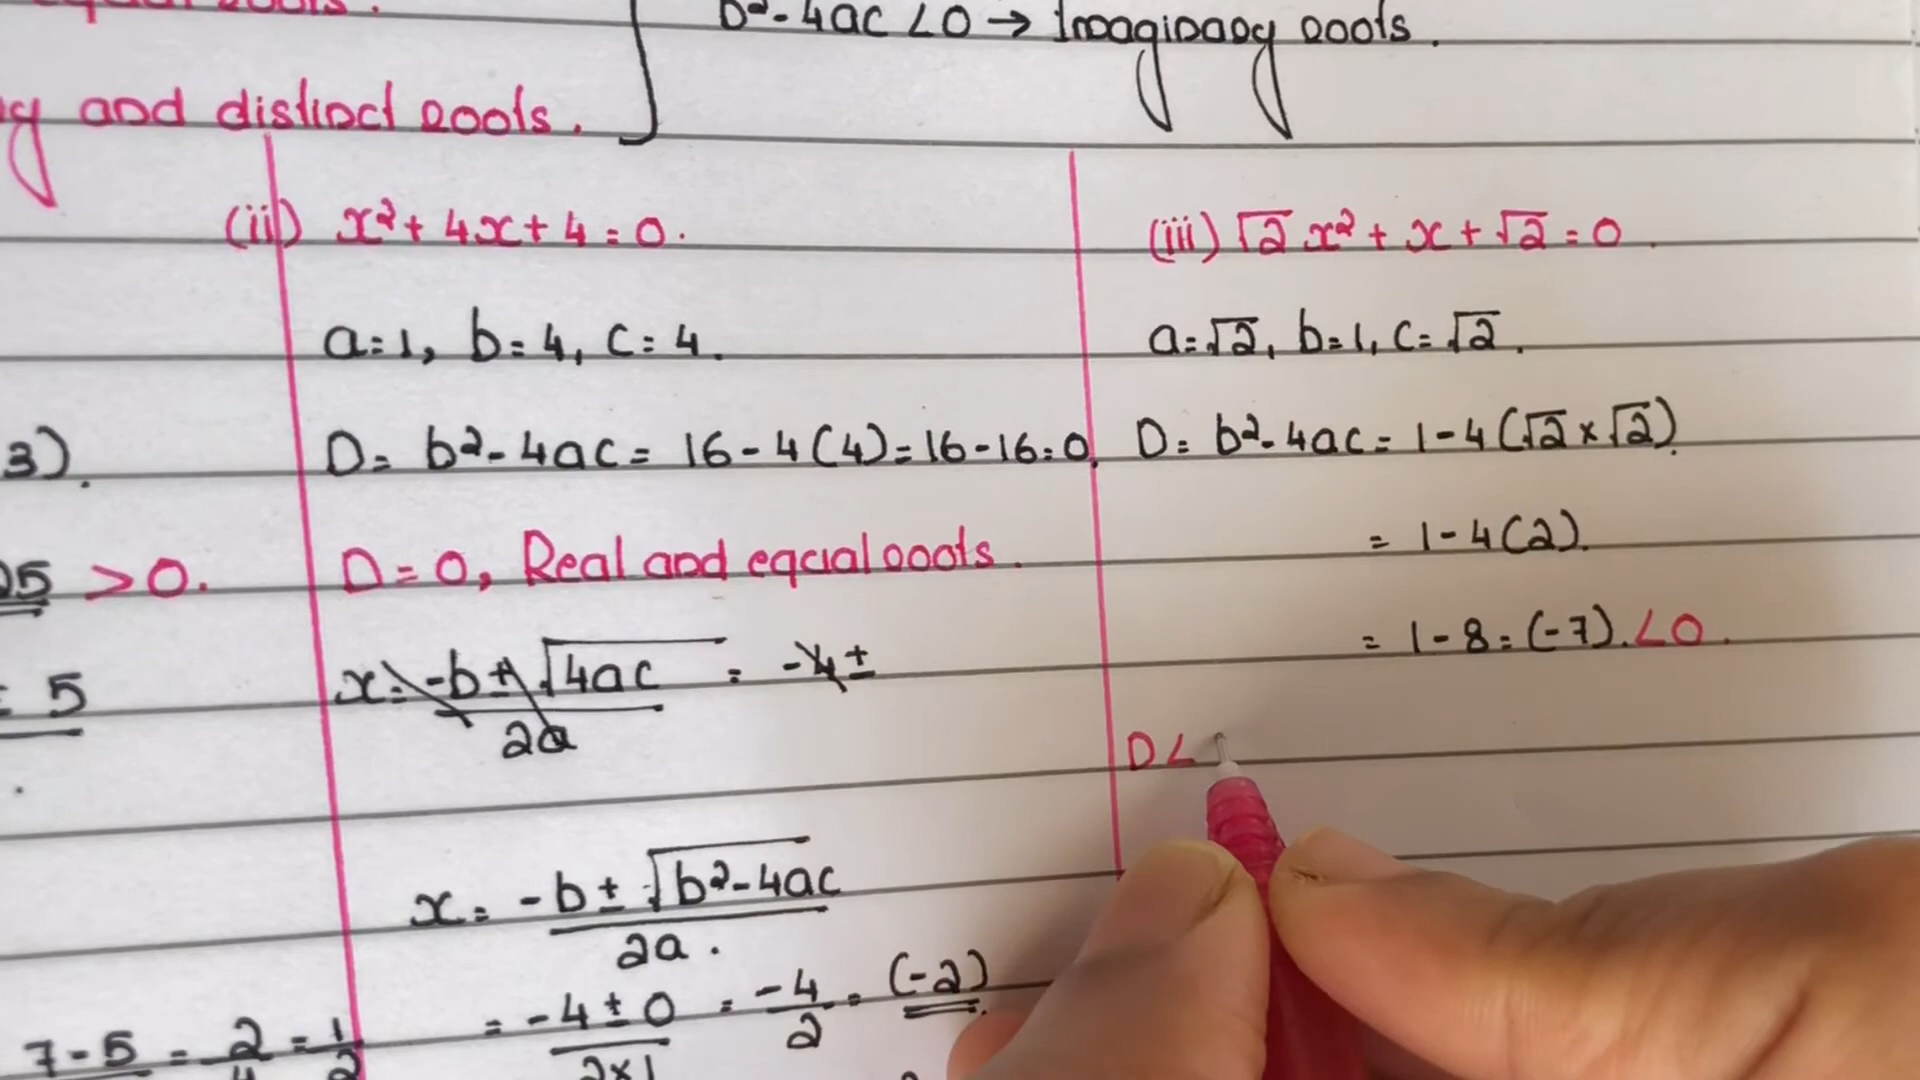 b²-4ac <0 → Imaginary roots.
and distinct roots.
(ii) x²+4x+4=0.
a=1, b=4, c=4.
D= b²-4ac= 16-4(4)=16-16=0.
D=0, Real and equal roots.
x= -b±√4ac / 2a = -4±
x= -b±√b²-4ac / 2a.
= -4±0 / 2×1 = -4/2 = (-2).
(iii) √2x²+x+√2=0.
a=√2, b=1, c=√2.
D= b²-4ac= 1-4(√2×√2).
= 1-4(2).
= 1-8=(-7).<0.
D<
3).
5 >0.
= 5
7-5 = 2 = 1/2